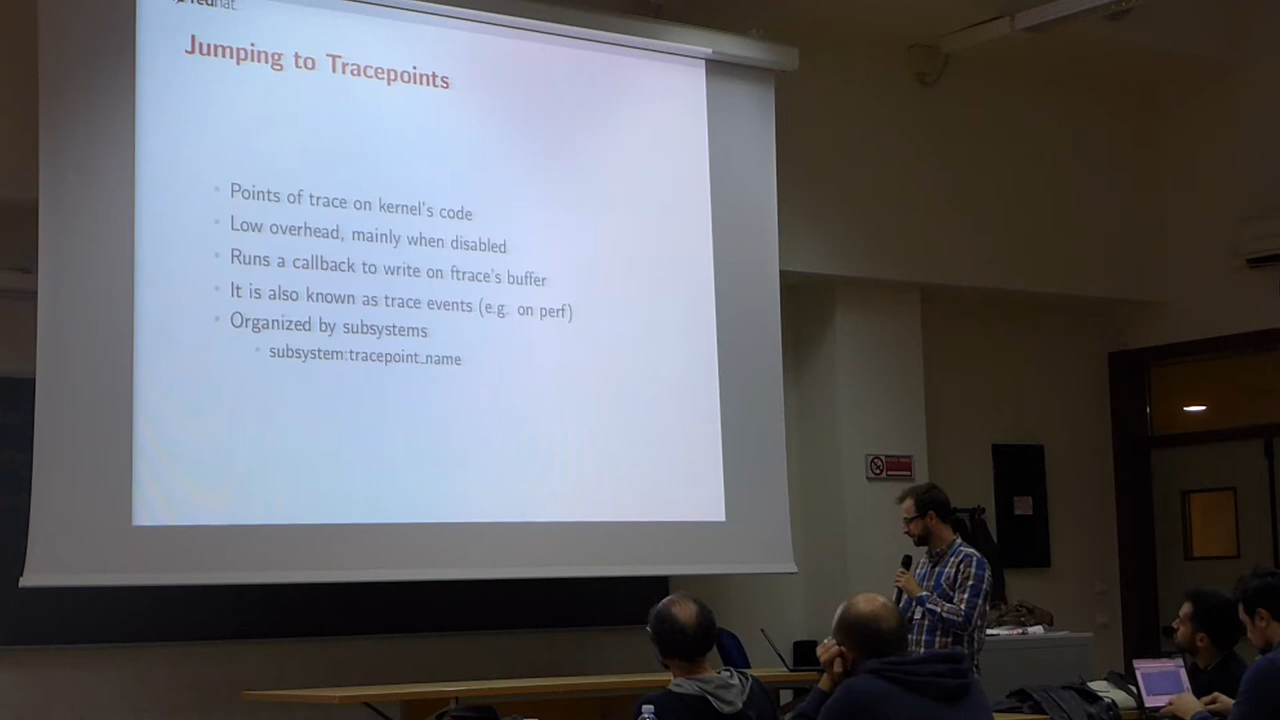 redhat.
Jumping to Tracepoints
Points of trace on kernel's code
Low overhead, mainly when disabled
Runs a callback to write on ftrace's buffer
It is also known as trace events (e.g. on perf)
Organized by subsystems
subsystem:tracepoint_name